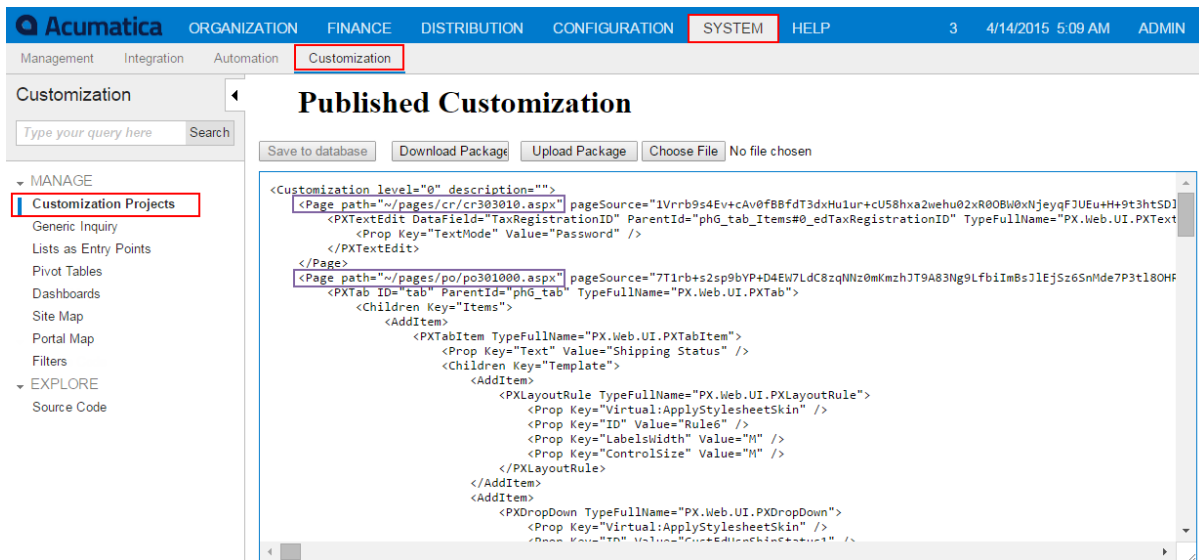 Acumatica ORGANIZATION FINANCE DISTRIBUTION CONFIGURATION SYSTEM HELP 3 4/14/2015 5:09 AM ADMIN
Management Integration Automation Customization
Customization
Type your query here Search
MANAGE
Customization Projects
Generic Inquiry
Lists as Entry Points
Pivot Tables
Dashboards
Site Map
Portal Map
Filters
EXPLORE
Source Code
Published Customization
Save to database Download Package Upload Package Choose File No file chosen
<Customization level="0" description="">
<Page path="~/pages/cr/cr303010.aspx" pageSource="1Vrrb9s4Ev+cAv0fBBfdT3dxHu1ur+cU58hxa2wehu02xR0OBW0xNjeyqFJUEu+H+9t3htSDl
<PXTextEdit DataField="TaxRegistrationID" ParentId="phG_tab_Items#0_edTaxRegistrationID" TypeFullName="PX.Web.UI.PXText
<Prop Key="TextMode" Value="Password" />
</PXTextEdit>
</Page>
<Page path="~/pages/po/po301000.aspx" pageSource="7T1rb+s2sp9bYP+D4EW7LdC8zqNNz0mKmzhJT9A83Ng9LfbiImBsJlEjSz6SnMde7P3tl8OHR
<PXTab ID="tab" ParentId="phG_tab" TypeFullName="PX.Web.UI.PXTab">
<Children Key="Items">
<AddItem>
<PXTabItem TypeFullName="PX.Web.UI.PXTabItem">
<Prop Key="Text" Value="Shipping Status" />
<Children Key="Template">
<AddItem>
<PXLayoutRule TypeFullName="PX.Web.UI.PXLayoutRule">
<Prop Key="Virtual:ApplyStylesheetSkin" />
<Prop Key="ID" Value="Rule6" />
<Prop Key="LabelsWidth" Value="M" />
<Prop Key="ControlSize" Value="M" />
</PXLayoutRule>
</AddItem>
<AddItem>
<PXDropDown TypeFullName="PX.Web.UI.PXDropDown">
<Prop Key="Virtual:ApplyStylesheetSkin" />
<Prop Key="ID" Value="CustEdUsrShipStatus1" />